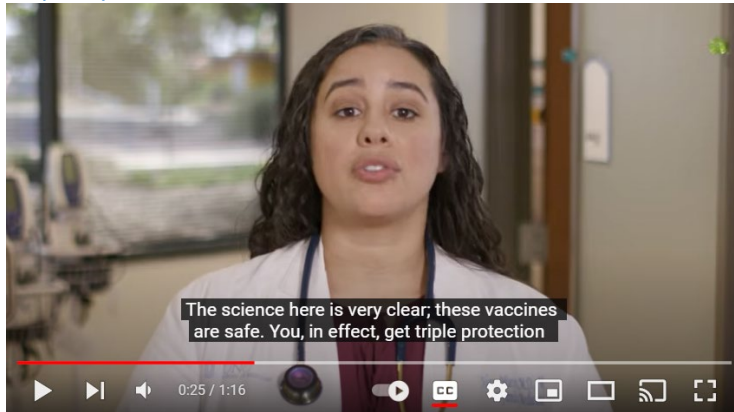 The science here is very clear; these vaccines
are safe. You, in effect, get triple protection
0:25 / 1:16
CC